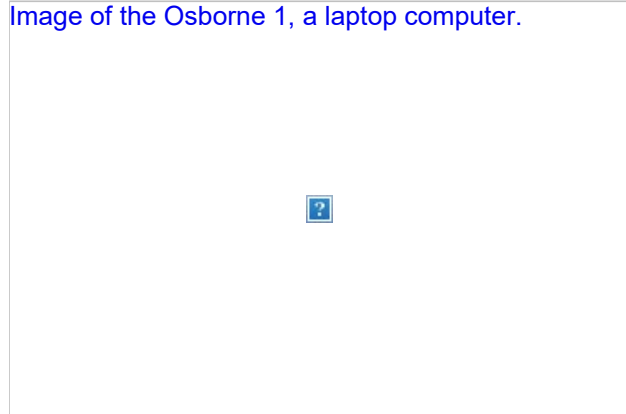 Image of the Osborne 1, a laptop computer.
?